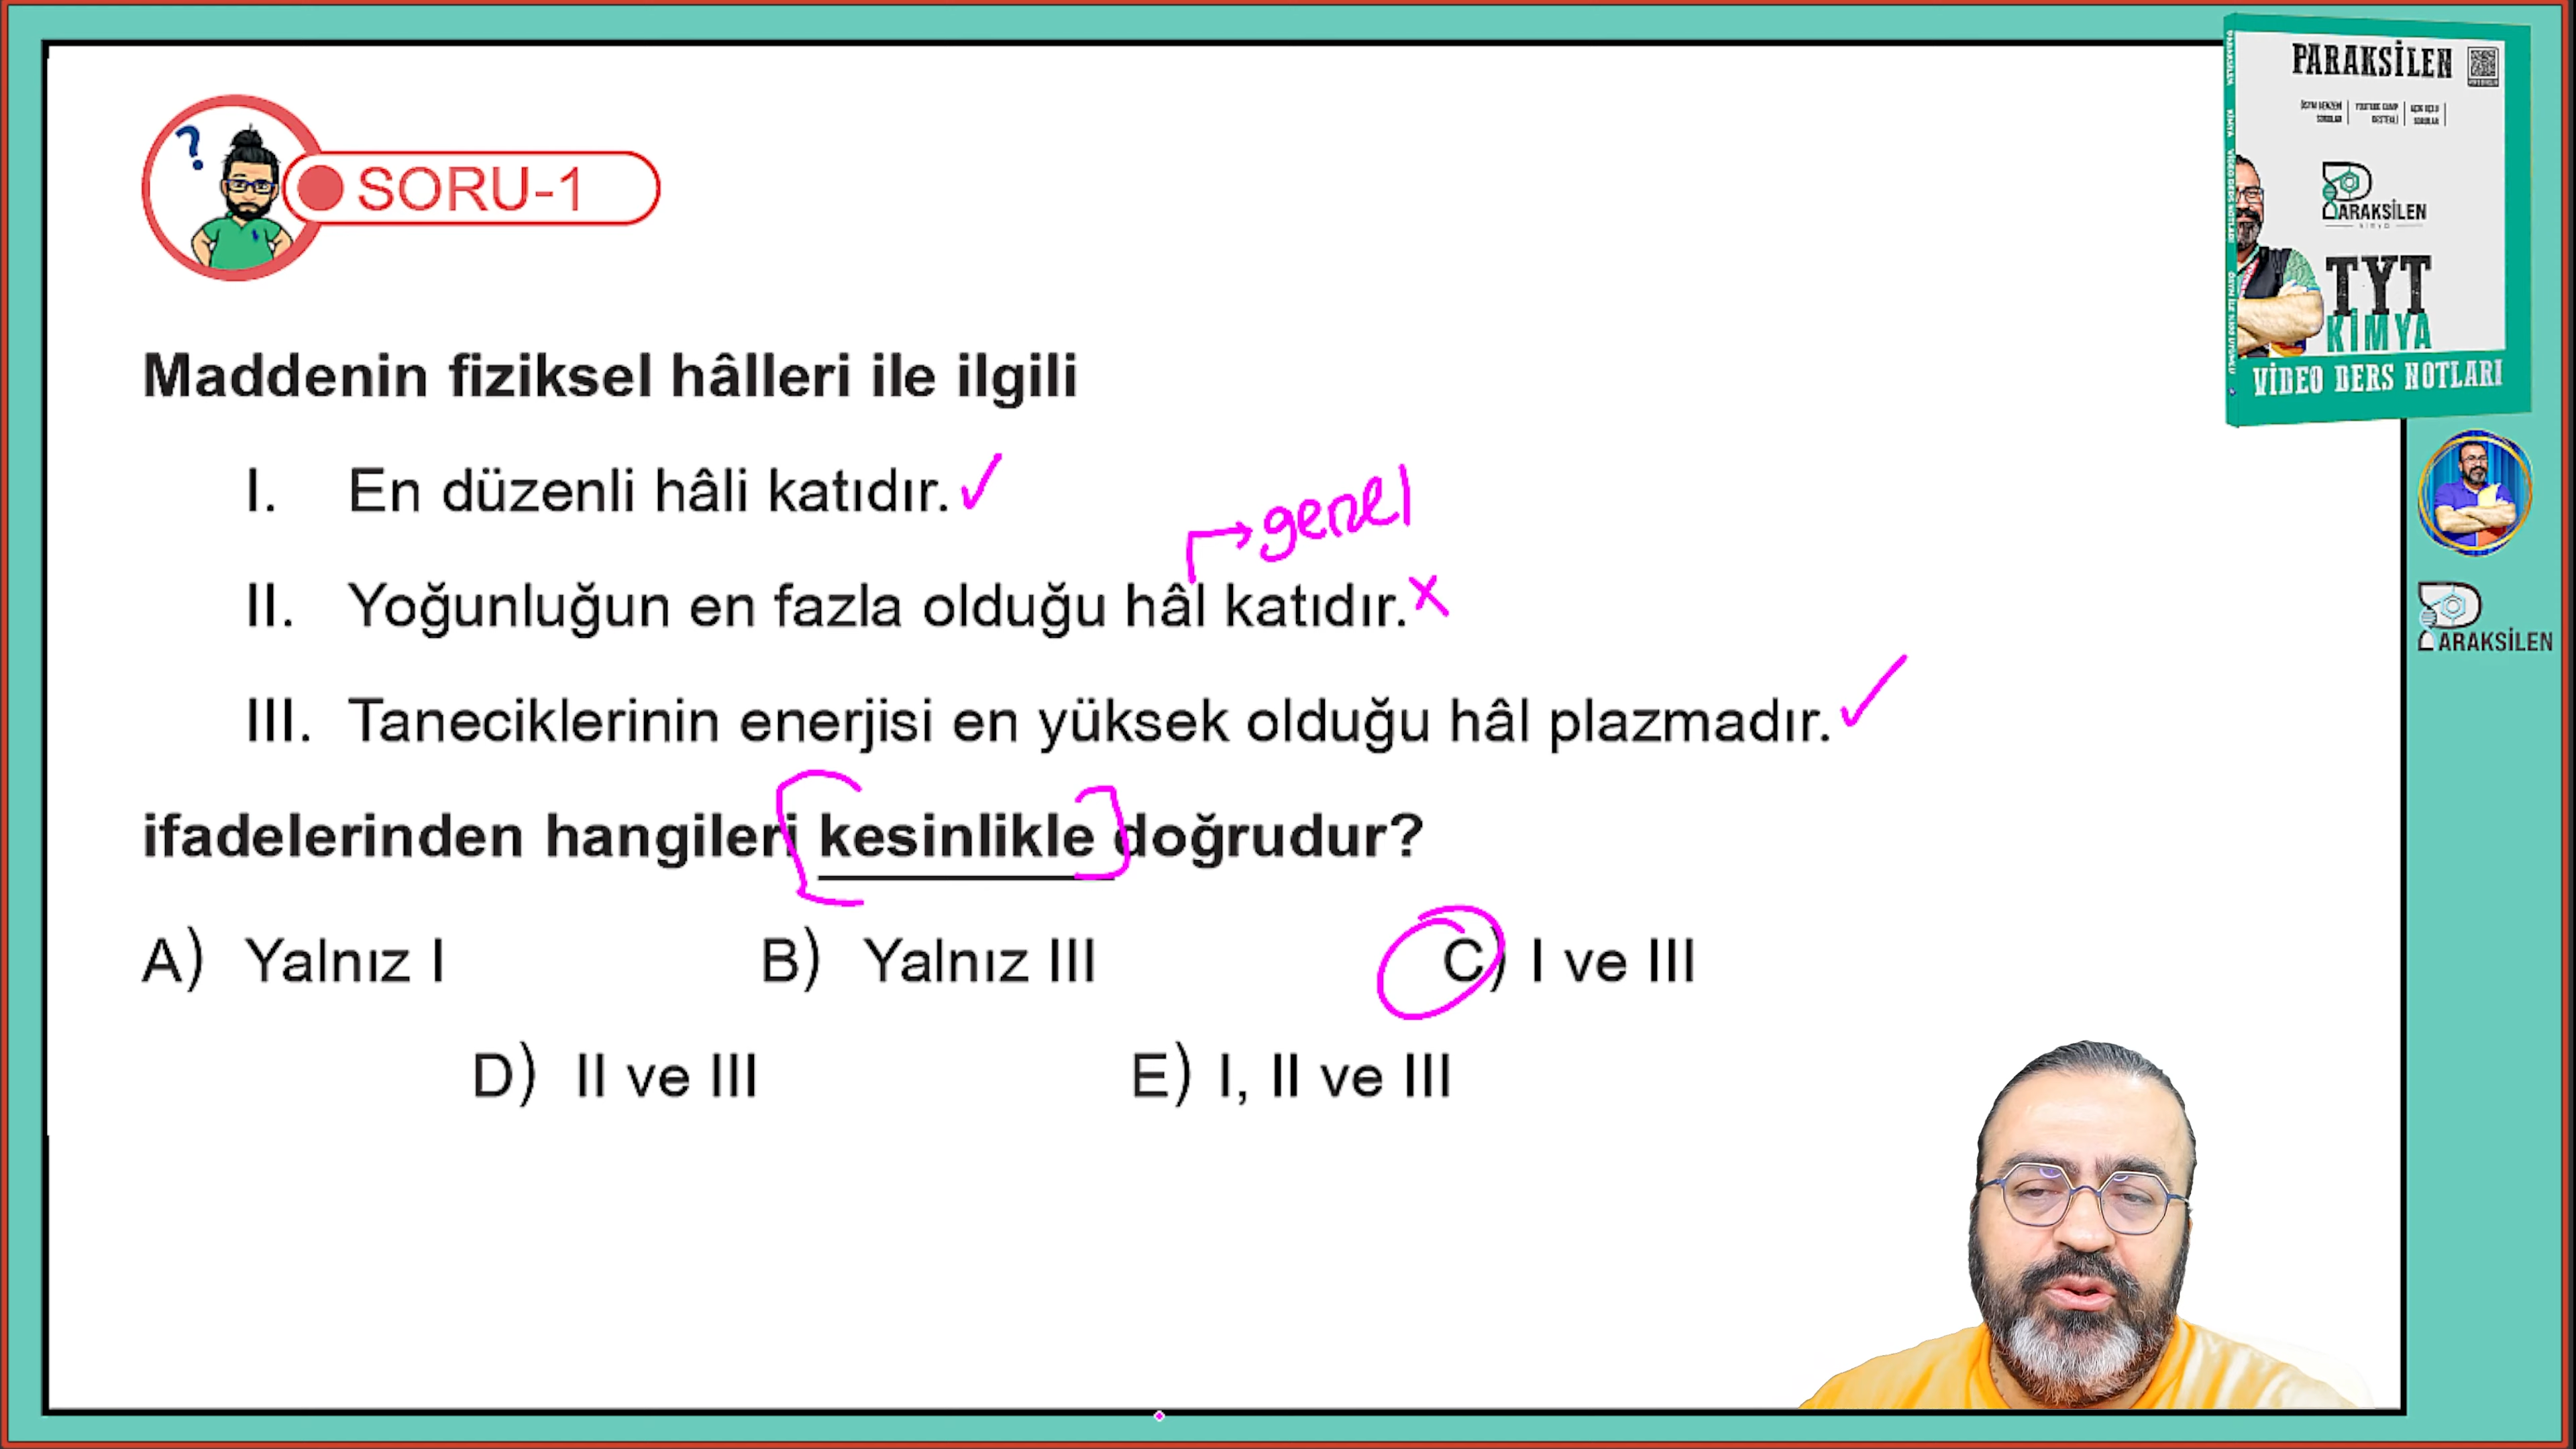 SORU-1
Maddenin fiziksel hâlleri ile ilgili
I. En düzenli hâli katıdır. ✓
genel
II. Yoğunluğun en fazla olduğu hâl katıdır. x
III. Taneciklerinin enerjisi en yüksek olduğu hâl plazmadır. ✓
ifadelerinden hangileri kesinlikle doğrudur?
A) Yalnız I B) Yalnız III C) I ve III
D) II ve III E) I, II ve III
PARAKSİLEN
PARAKSİLEN
TYT
KİMYA
VİDEO DERS NOTLARI
PARAKSİLEN